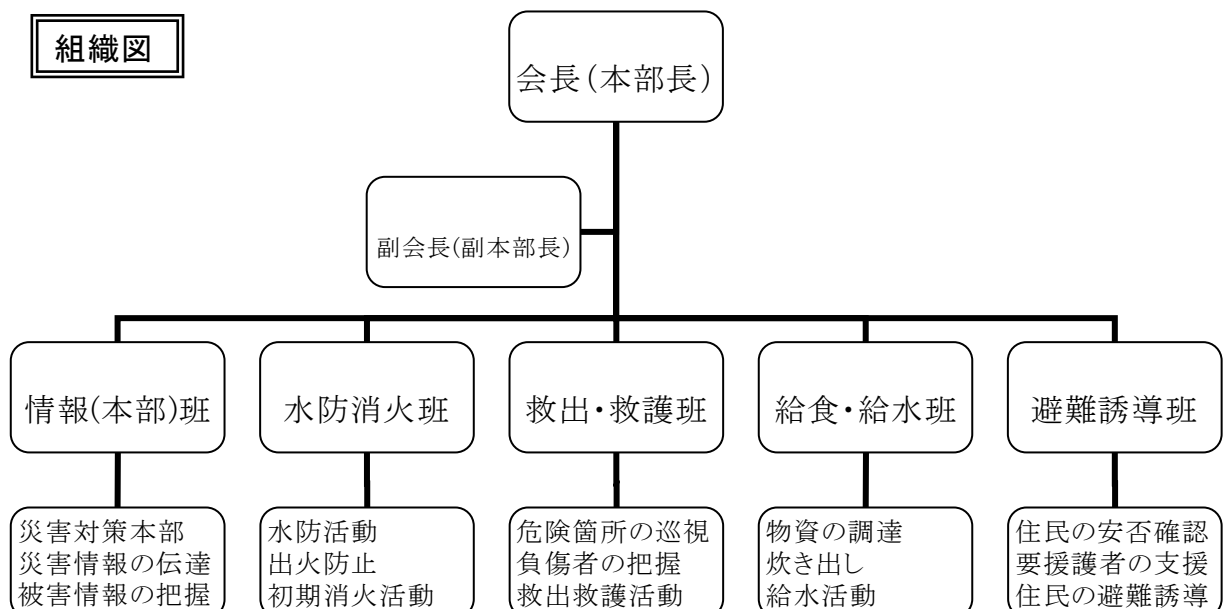 組織図
会長(本部長)
副会長(副本部長)
情報(本部)班
水防消火班
救出・救護班
給食・給水班
避難誘導班
災害対策本部
災害情報の伝達
被害情報の把握
水防活動
出火防止
初期消火活動
危険箇所の巡視
負傷者の把握
救出救護活動
物資の調達
炊き出し
給水活動
住民の安否確認
要援護者の支援
住民の避難誘導